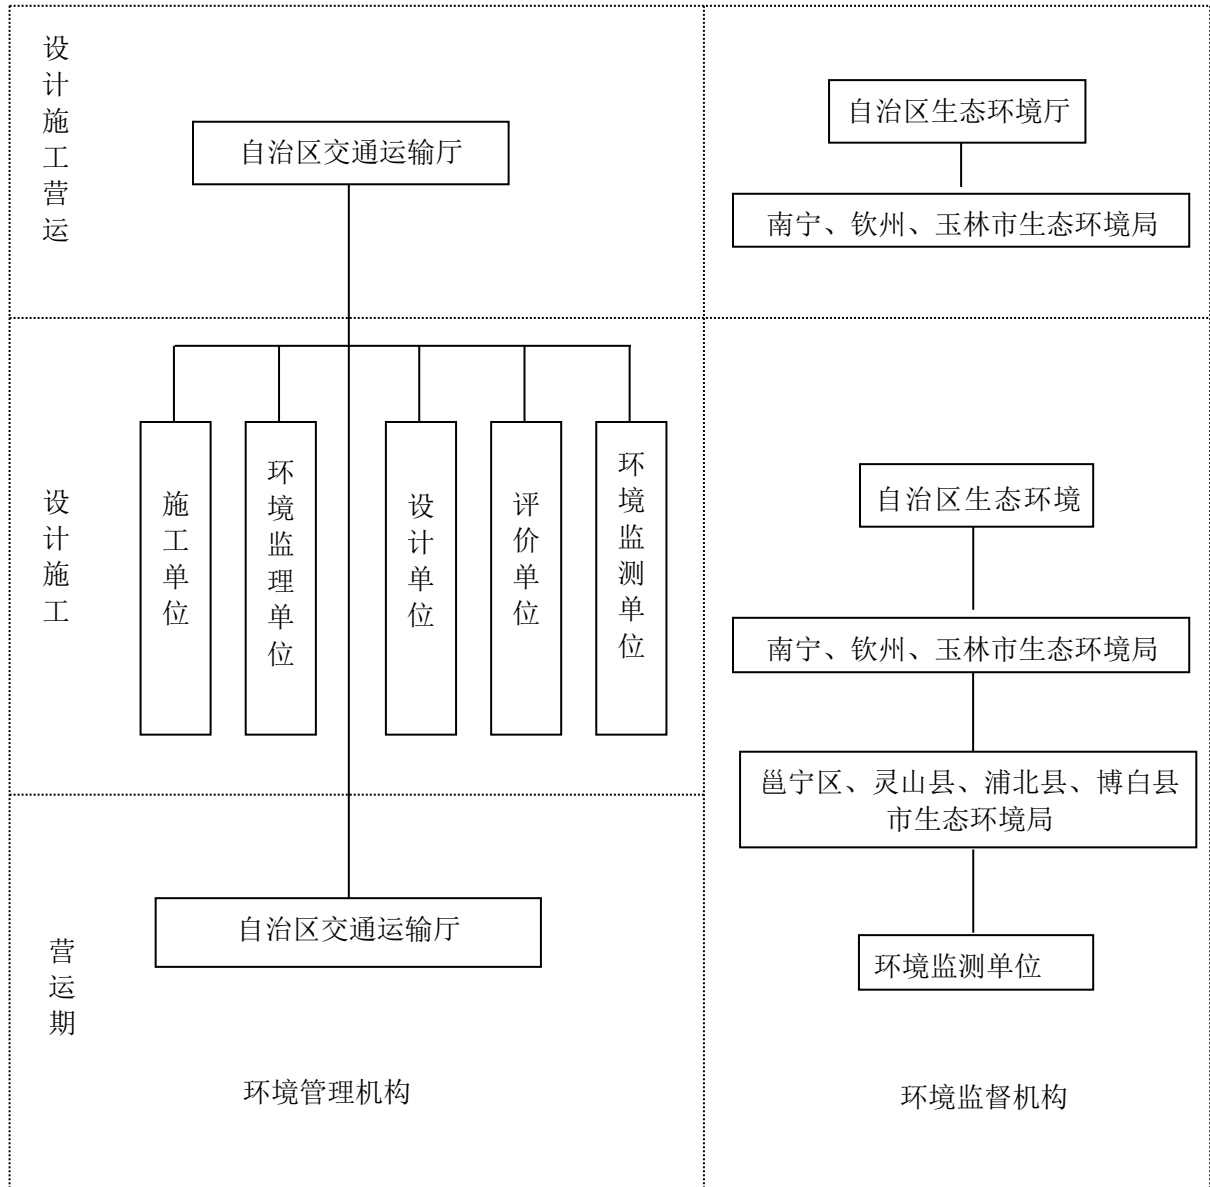 设计施工营运
自治区交通运输厅
自治区生态环境厅
南宁、钦州、玉林市生态环境局
设计施工
施工单位
环境监理单位
设计单位
评价单位
环境监测单位
自治区生态环境
南宁、钦州、玉林市生态环境局
邕宁区、灵山县、浦北县、博白县
市生态环境局
营运期
自治区交通运输厅
环境监测单位
环境管理机构
环境监督机构